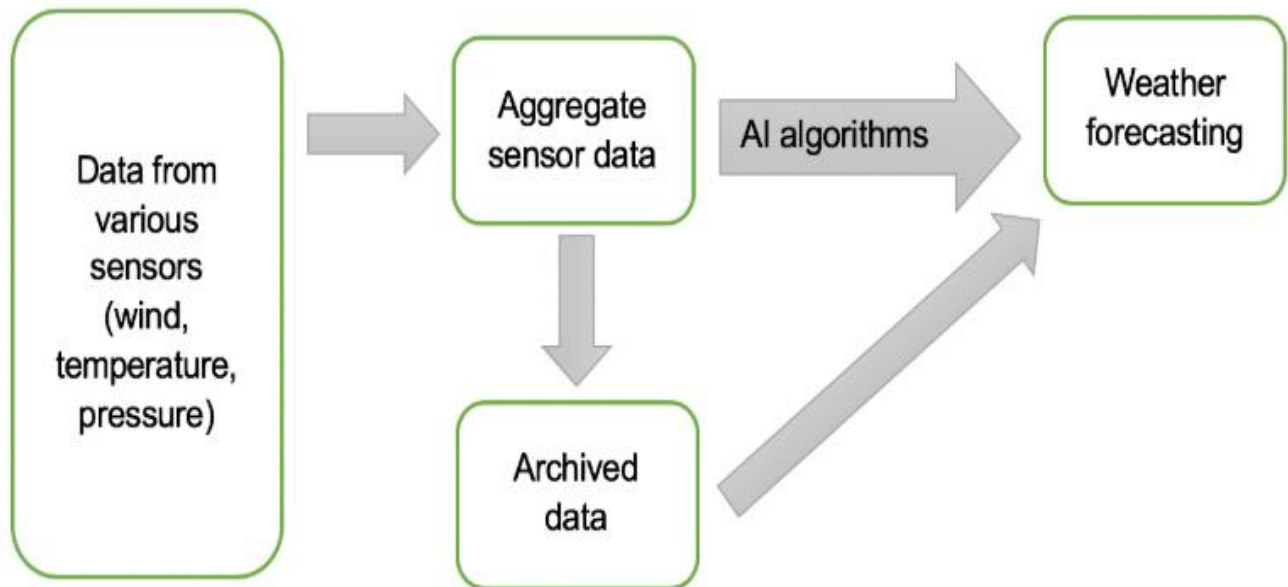 Data from
various
sensors
(wind,
temperature,
pressure)
Aggregate
sensor data
AI algorithms
Weather
forecasting
Archived
data